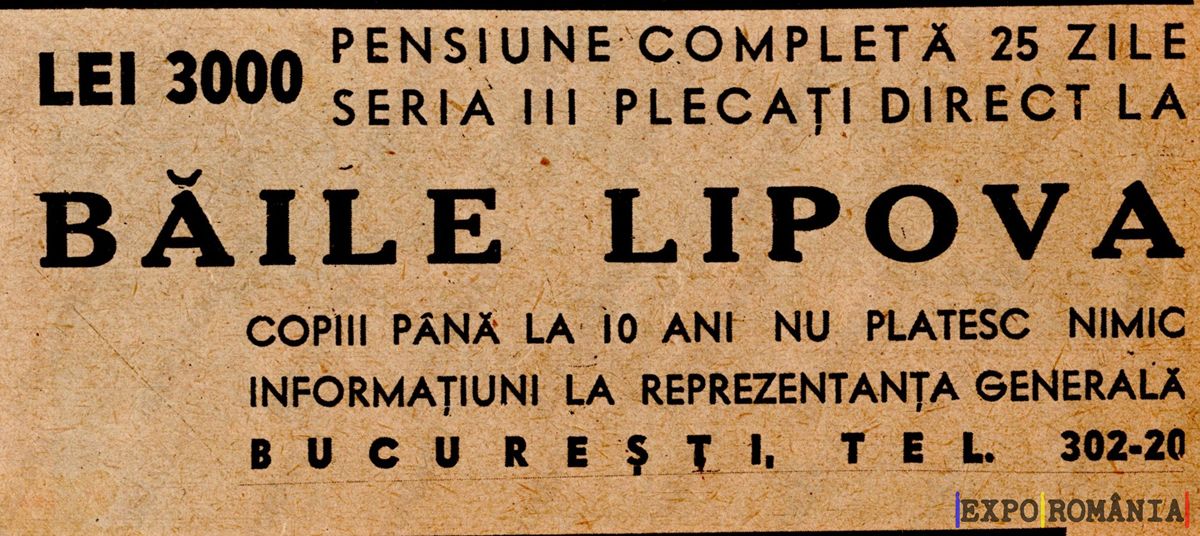 LEI 3000
PENSIUNE COMPLETĂ 25 ZILE
SERIA III PLECAȚI DIRECT LA
BĂILE LIPOVA
COPIII PÂNĂ LA 10 ANI NU PLATESC NIMIC
INFORMAȚIUNI LA REPREZENTANȚA GENERALĂ
BUCUREȘTI, TEL. 302-20
|EXPO|ROMÂNIA|